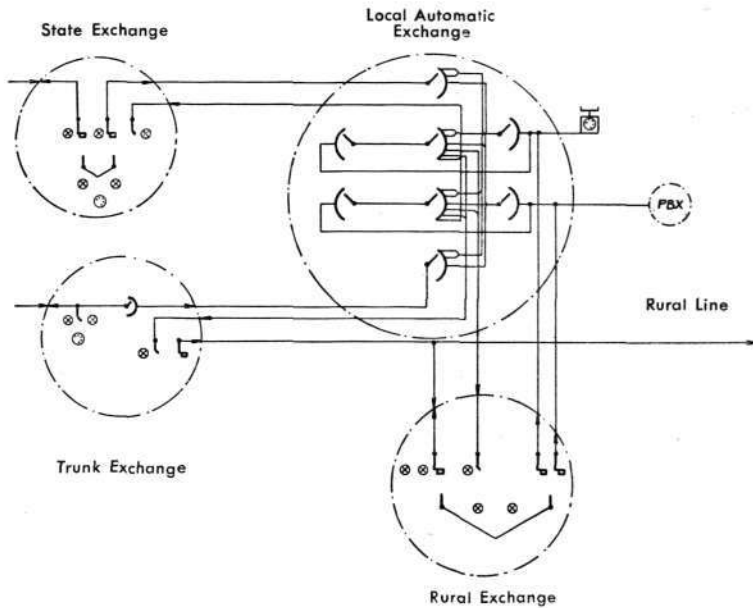 State Exchange
Local Automatic
Exchange
PBX
Rural Line
Trunk Exchange
Rural Exchange